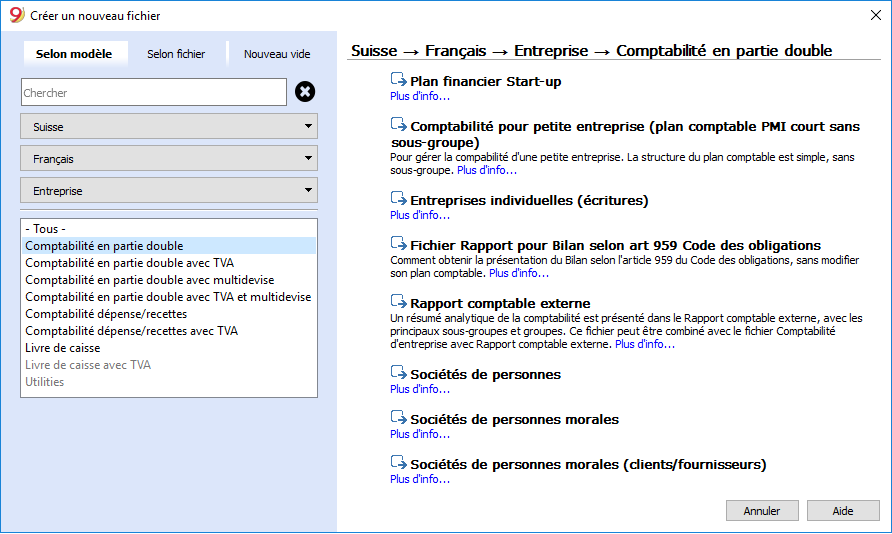 9 Créer un nouveau fichier
Selon modèle
Selon fichier
Nouveau vide
Chercher
Suisse
Français
Entreprise
- Tous -
Comptabilité en partie double
Comptabilité en partie double avec TVA
Comptabilité en partie double avec multidevise
Comptabilité en partie double avec TVA et multidevise
Comptabilité dépense/recettes
Comptabilité dépense/recettes avec TVA
Livre de caisse
Livre de caisse avec TVA
Utilities
Suisse → Français → Entreprise → Comptabilité en partie double
Plan financier Start-up
Plus d'info...
Comptabilité pour petite entreprise (plan comptable PMI court sans
sous-groupe)
Pour gérer la compabilité d'une petite entreprise. La structure du plan comptable est simple, sans
sous-groupe. Plus d'info...
Entreprises individuelles (écritures)
Plus d'info...
Fichier Rapport pour Bilan selon art 959 Code des obligations
Comment obtenir la présentation du Bilan selon l'article 959 du Code des obligations, sans modifier
son plan comptable. Plus d'info...
Rapport comptable externe
Un résumé analytique de la comptabilité est présenté dans le Rapport comptable externe, avec les
principaux sous-groupes et groupes. Ce fichier peut être combiné avec le fichier Comptabilité
d'entreprise avec Rapport comptable externe. Plus d'info...
Sociétés de personnes
Plus d'info...
Sociétés de personnes morales
Plus d'info...
Sociétés de personnes morales (clients/fournisseurs)
Plus d'info...
Annuler
Aide